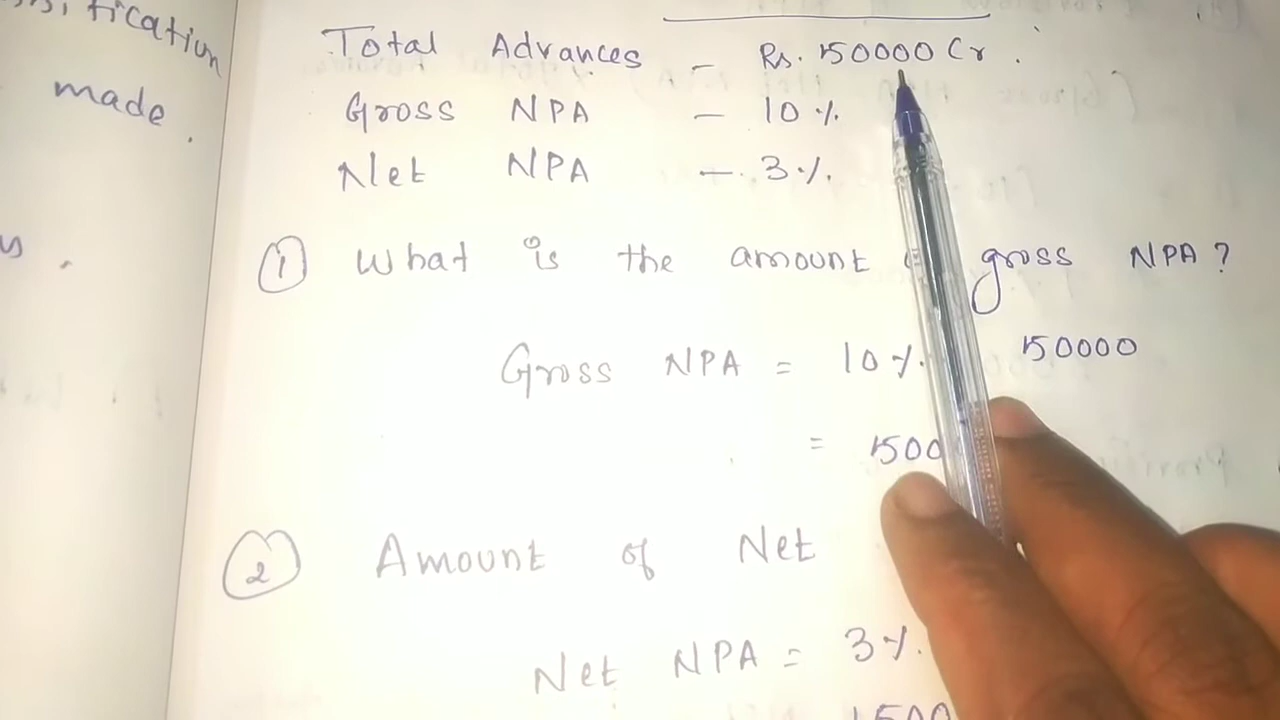 made.
Total Advances - Rs. 150000 Cr.
Gross NPA - 10 %
Net NPA - 3 %.
1 What is the amount gross NPA?
Gross NPA = 10 %. 150000
= 1500
2 Amount of Net
Net NPA = 3 %.